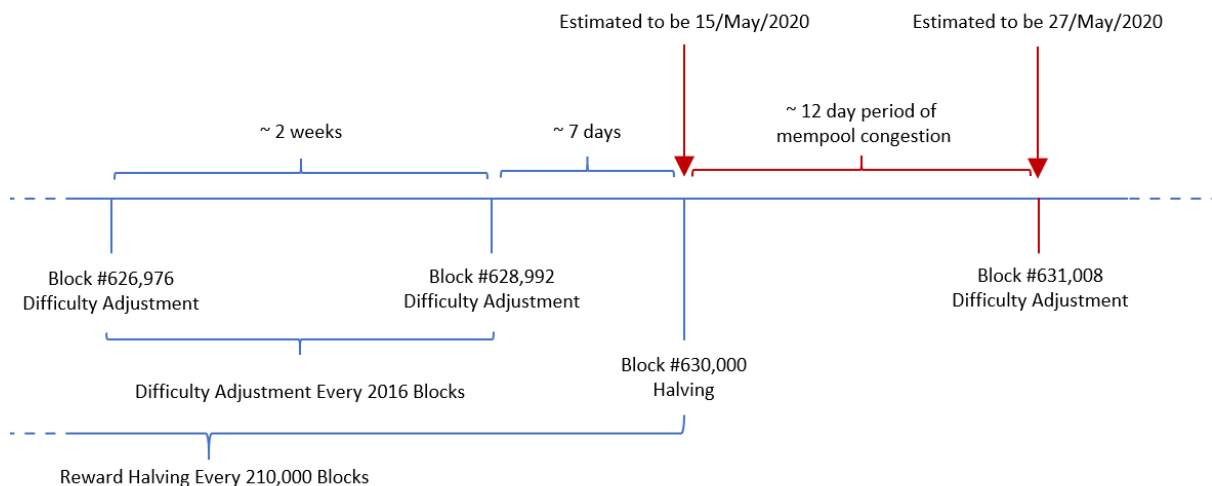 Estimated to be 15/May/2020
Estimated to be 27/May/2020
~ 2 weeks
~ 7 days
~ 12 day period of
mempool congestion
Block #626,976
Difficulty Adjustment
Block #628,992
Difficulty Adjustment
Block #631,008
Difficulty Adjustment
Block #630,000
Halving
Difficulty Adjustment Every 2016 Blocks
Reward Halving Every 210,000 Blocks